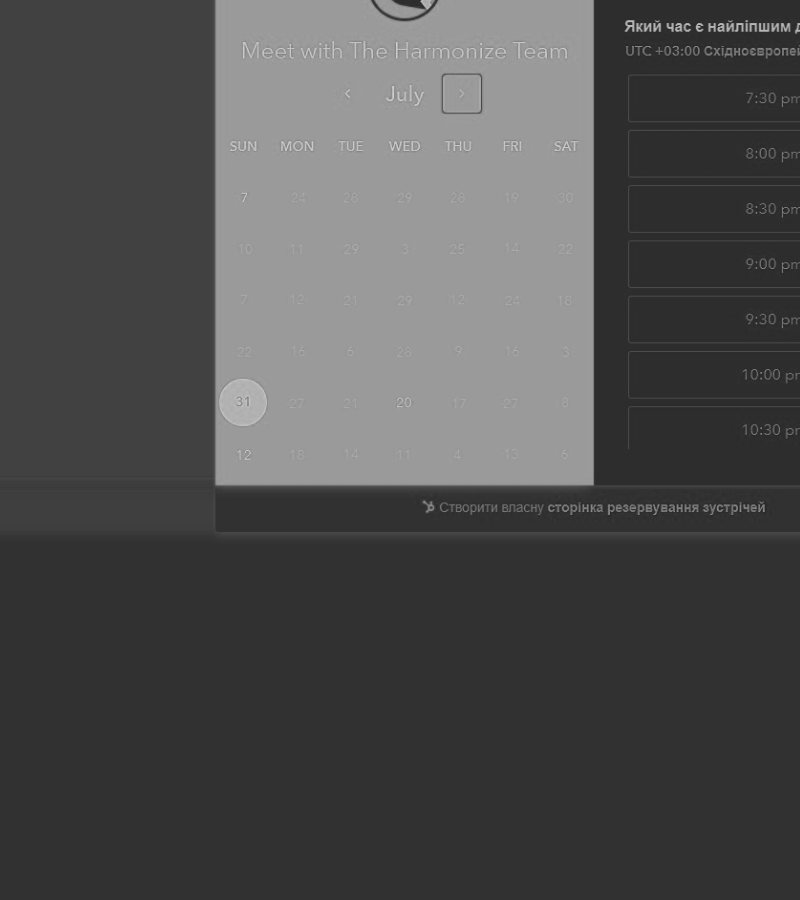 Meet with The Harmonize Team
July
SUN MON TUE WED THU FRI SAT
7 24 28 29 28 19 30
10 11 29 3 25 14 22
7 12 21 29 12 24 18
22 16 6 28 9 16 3
31 27 21 20 17 27 8
12 18 14 11 4 13 6
Який час є найліпшим
UTC +03:00
7:30 pm
8:00 pm
8:30 pm
9:00 pm
9:30 pm
10:00 pm
10:30 pm
Створити власну сторінка резервування зустрічей